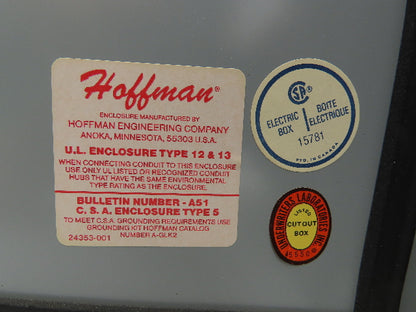 Hoffman®
ENCLOSURE MANUFACTURED BY
HOFFMAN ENGINEERING COMPANY
ANOKA, MINNESOTA, 55303 U.S.A.
U.L. ENCLOSURE TYPE 12 & 13
WHEN CONNECTING CONDUIT TO THIS ENCLOSURE
USE ONLY UL LISTED OR RECOGNIZED CONDUIT
HUBS THAT HAVE THE SAME ENVIRONMENTAL
TYPE RATING AS THE ENCLOSURE.
BULLETIN NUMBER - A51
C. S. A. ENCLOSURE TYPE 5
TO MEET C.S.A. GROUNDING REQUIREMENTS USE
GROUNDING KIT HOFFMAN CATALOG
NUMBER A-GLK2
24353-001
CSA
ELECTRIC
BOX
BOITE
ELECTRIQUE
15781
PTD. IN CANADA
UNDERWRITERS LABORATORIES, INC.
LISTED
CUT OUT
BOX